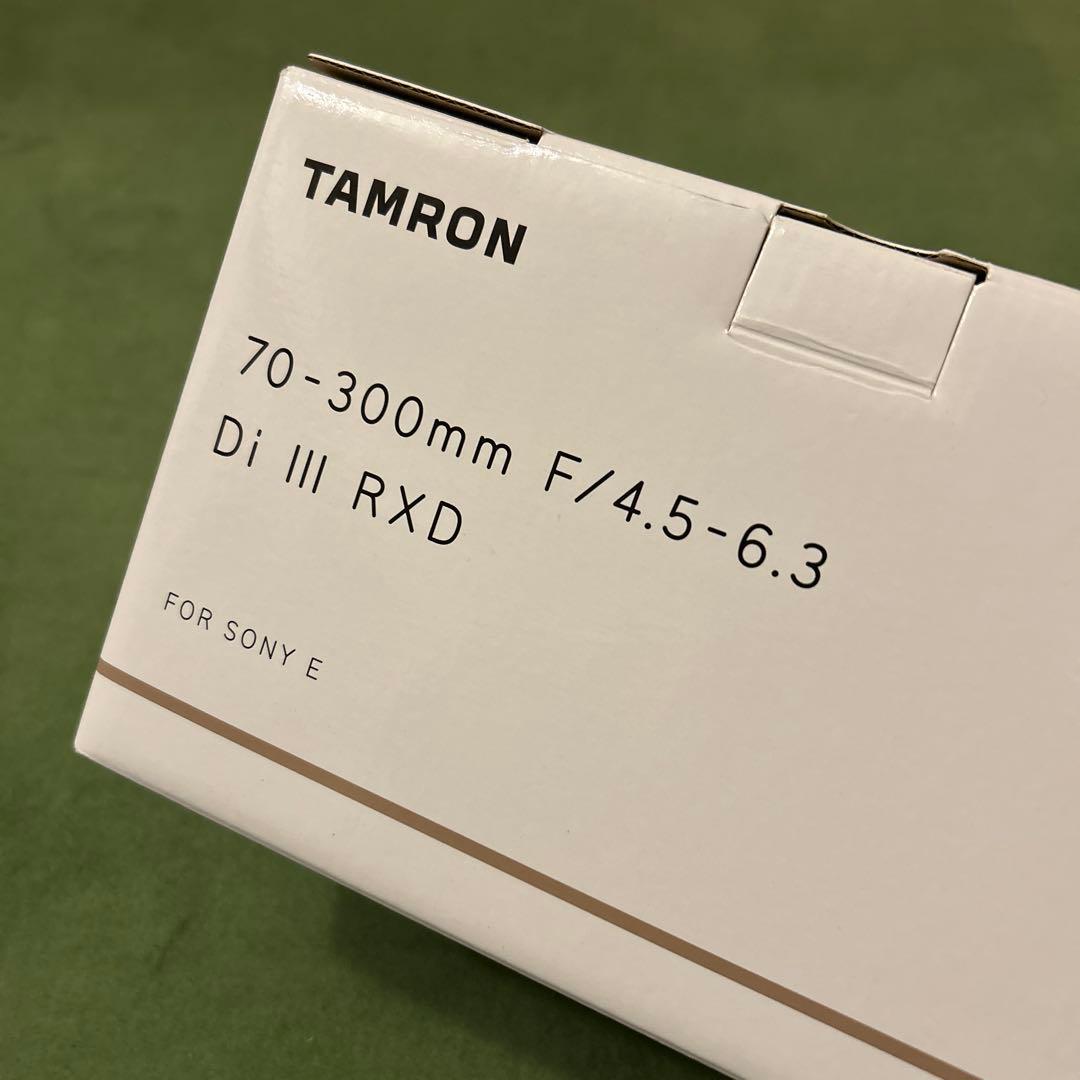 TAMRON
70-300mm F/4.5-6.3
Di III RXD
FOR SONY E